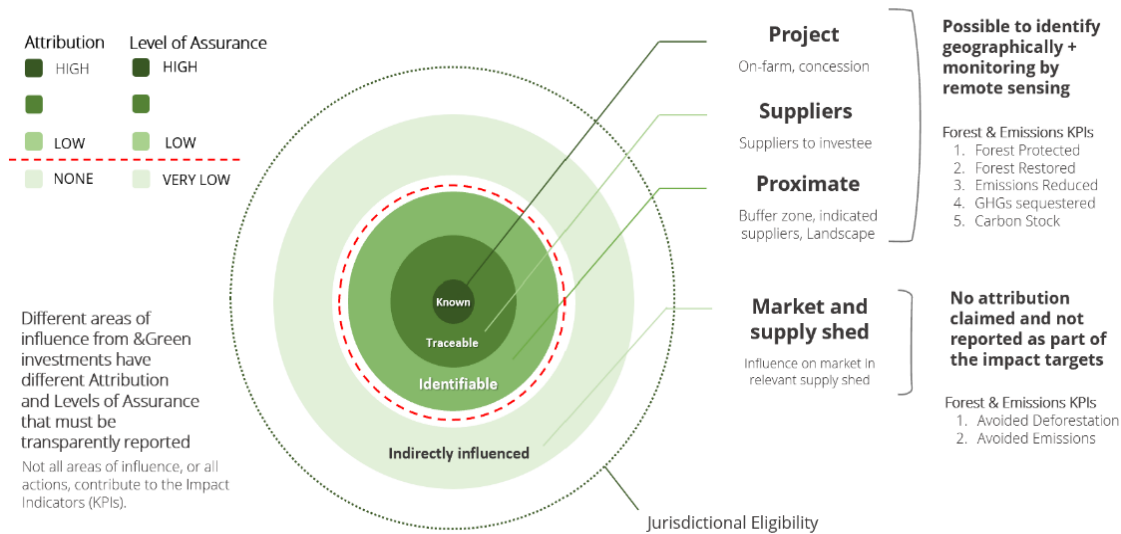 Attribution
Level of Assurance
HIGH
HIGH
LOW
LOW
NONE
VERY LOW
Different areas of
influence from &Green
investments have
different Attribution
and Levels of Assurance
that must be
transparently reported
Not all areas of influence, or all
actions, contribute to the Impact
Indicators (KPIs).
Known
Traceable
Identifiable
Indirectly influenced
Jurisdictional Eligibility
Project
On-farm, concession
Suppliers
Suppliers to investee
Proximate
Buffer zone, indicated
suppliers, Landscape
Market and
supply shed
Influence on market in
relevant supply shed
Possible to identify
geographically +
monitoring by
remote sensing
Forest & Emissions KPIs
1. Forest Protected
2. Forest Restored
3. Emissions Reduced
4. GHGs sequestered
5. Carbon Stock
No attribution
claimed and not
reported as part of
the impact targets
Forest & Emissions KPIs
1. Avoided Deforestation
2. Avoided Emissions